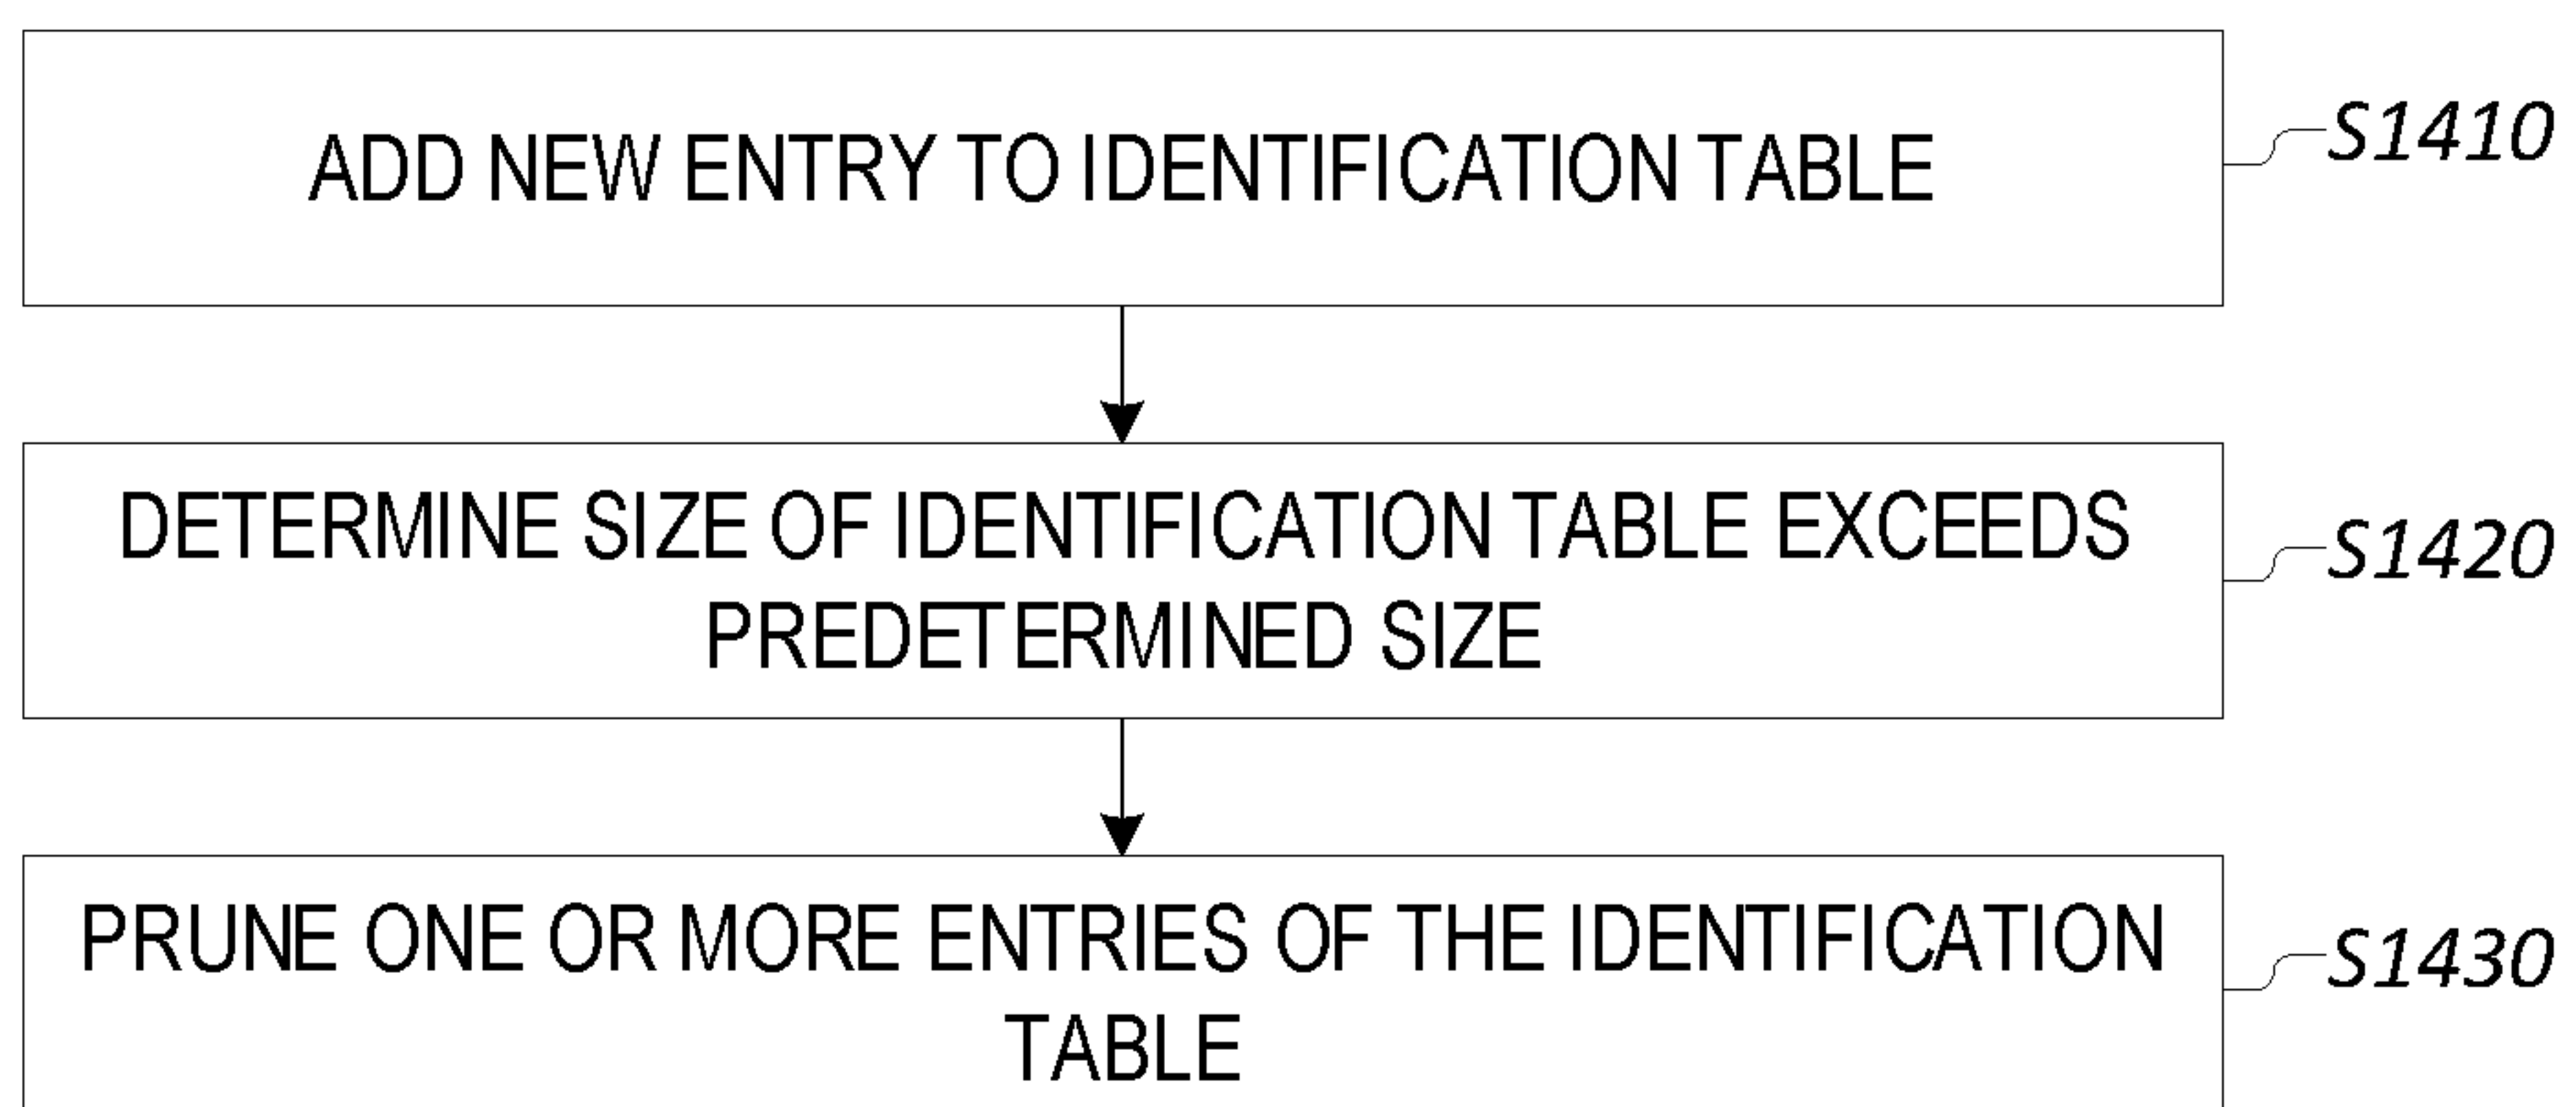 ADD NEW ENTRY TO IDENTIFICATION TABLE
S1410
DETERMINE SIZE OF IDENTIFICATION TABLE EXCEEDS
PREDETERMINED SIZE
S1420
PRUNE ONE OR MORE ENTRIES OF THE IDENTIFICATION
TABLE
S1430